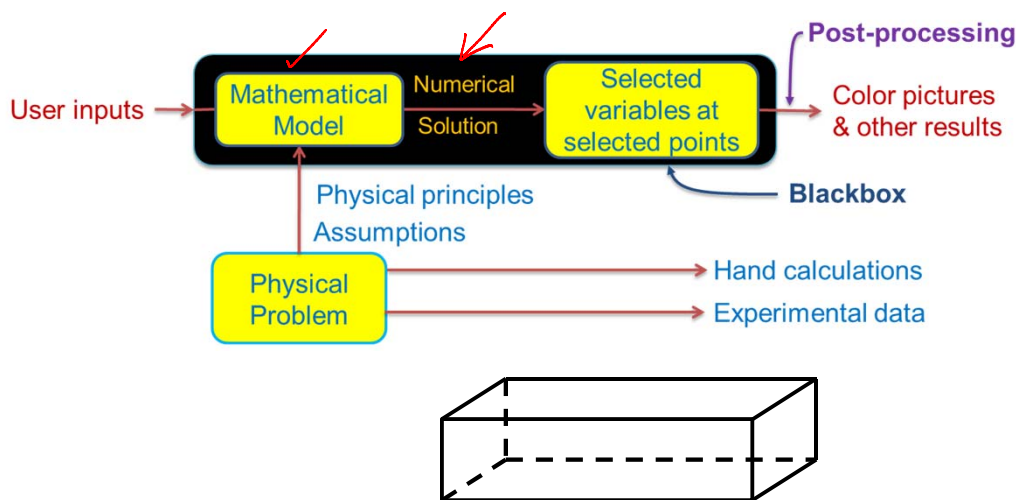 Post-processing
User inputs
Mathematical
Model
Numerical
Solution
Selected
variables at
selected points
Color pictures
& other results
Physical principles
Assumptions
Blackbox
Physical
Problem
Hand calculations
Experimental data